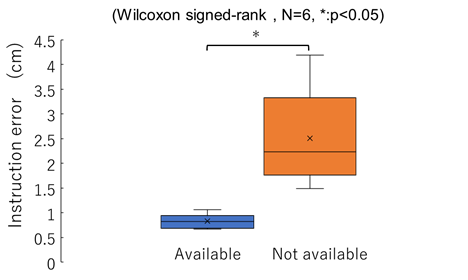 (Wilcoxon signed-rank , N=6, *:p<0.05)
*
Instruction error (cm)
4.5
4
3.5
3
2.5
2
1.5
1
0.5
0
Available
Not available